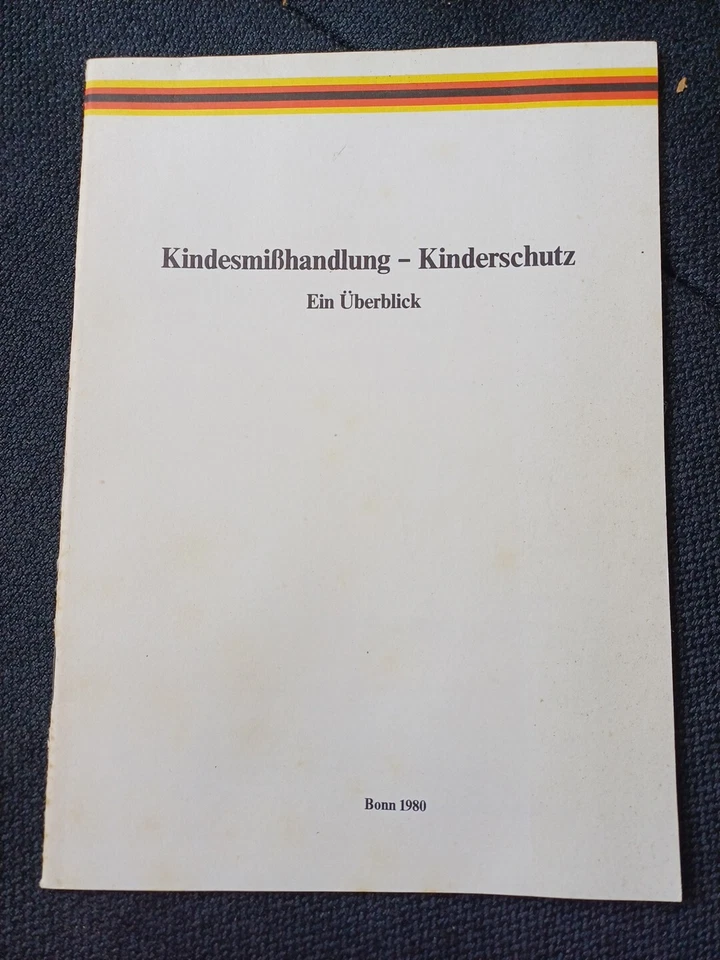 Kindesmißhandlung – Kinderschutz
Ein Überblick
Bonn 1980